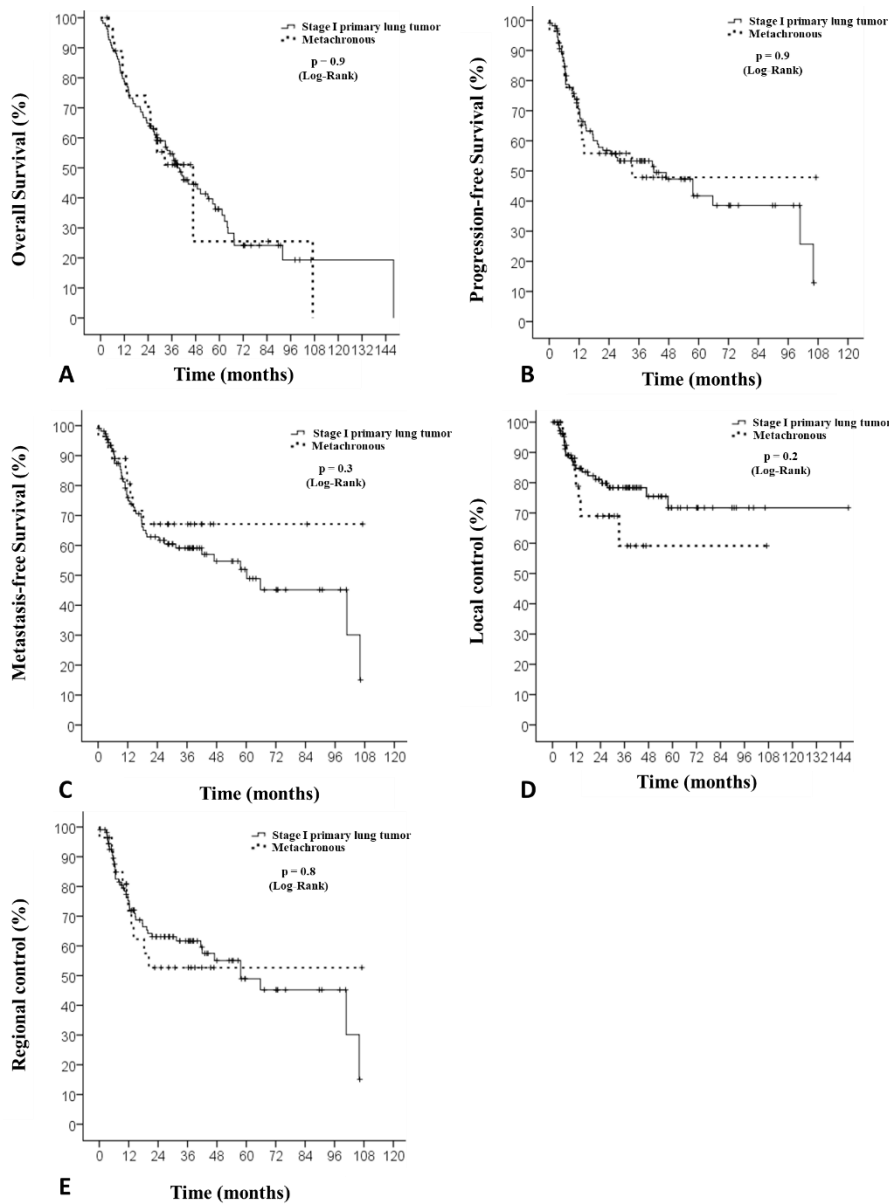 Stage I primary lung tumor
Metachronous
p = 0.9
(Log-Rank)
Overall Survival (%)
100
90
80
70
60
50
40
30
20
10
0
0 12 24 36 48 60 72 84 96 108 120 132 144
A
Time (months)
Stage I primary lung tumor
Metachronous
p = 0.9
(Log-Rank)
Progression-free Survival (%)
100
90
80
70
60
50
40
30
20
10
0
0 12 24 36 48 60 72 84 96 108 120
B
Time (months)
Stage I primary lung tumor
Metachronous
p = 0.3
(Log-Rank)
Metastasis-free Survival (%)
100
90
80
70
60
50
40
30
20
10
0
0 12 24 36 48 60 72 84 96 108 120
C
Time (months)
Stage I primary lung tumor
Metachronous
p = 0.2
(Log-Rank)
Local control (%)
100
90
80
70
60
50
40
30
20
10
0
0 12 24 36 48 60 72 84 96 108 120 132 144
D
Time (months)
Stage I primary lung tumor
Metachronous
p = 0.8
(Log-Rank)
Regional control (%)
100
90
80
70
60
50
40
30
20
10
0
0 12 24 36 48 60 72 84 96 108 120
E
Time (months)